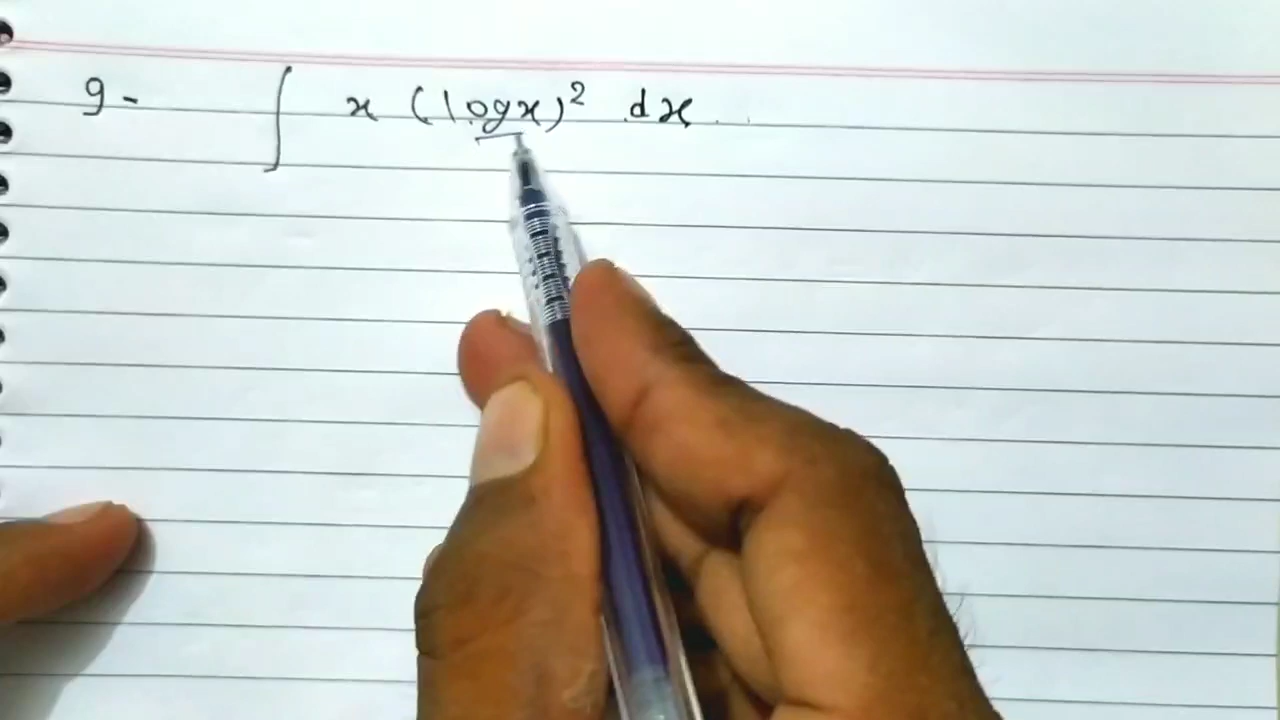 9- ∫ x (logx)² dx